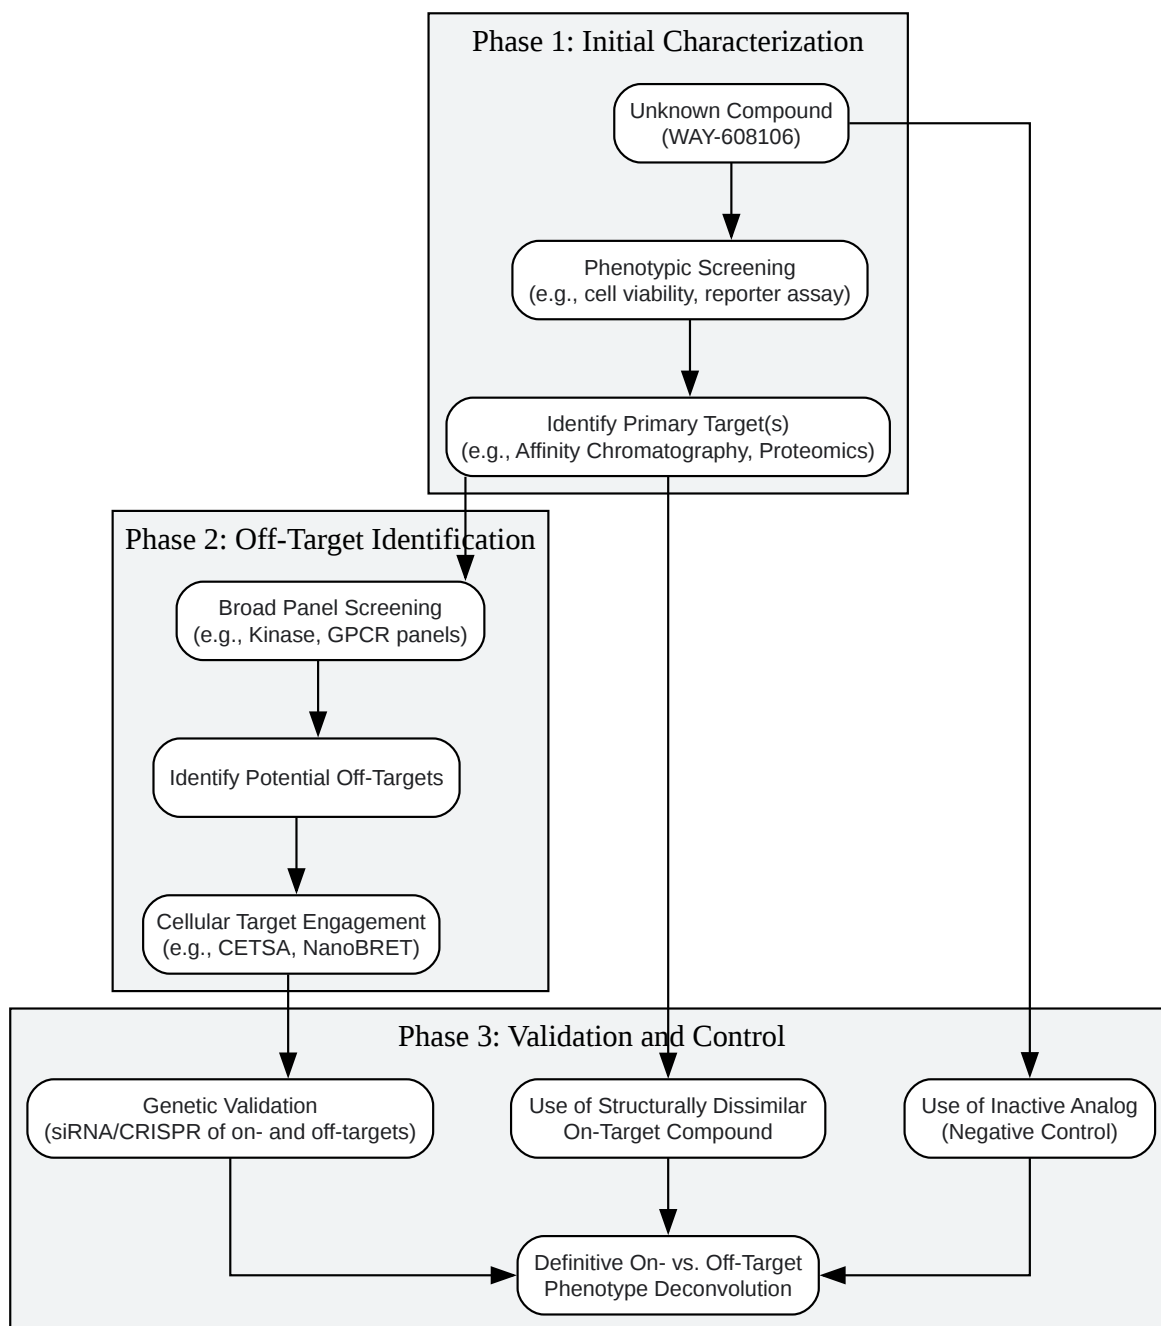 Phase 1: Initial Characterization
Unknown Compound
(WAY-608106)
Phenotypic Screening
(e.g., cell viability, reporter assay)
Identify Primary Target(s)
(e.g., Affinity Chromatography, Proteomics)
Phase 2: Off-Target Identification
Broad Panel Screening
(e.g., Kinase, GPCR panels)
Identify Potential Off-Targets
Cellular Target Engagement
(e.g., CETSA, NanoBRET)
Phase 3: Validation and Control
Genetic Validation
(siRNA/CRISPR of on- and off-targets)
Use of Structurally Dissimilar
On-Target Compound
Use of Inactive Analog
(Negative Control)
Definitive On- vs. Off-Target
Phenotype Deconvolution